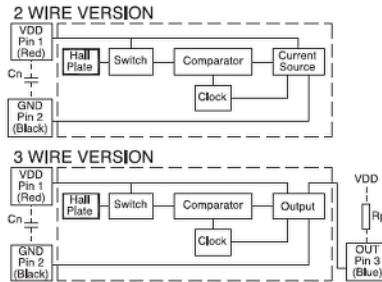 2 WIRE VERSION
VDD
Pin 1
(Red)
Cn
GND
Pin 2
(Black)
Hall
Plate
Switch
Comparator
Current
Source
Clock
3 WIRE VERSION
VDD
Pin 1
(Red)
Cn
GND
Pin 2
(Black)
Hall
Plate
Switch
Comparator
Output
Clock
VDD
Rp
OUT
Pin 3
(Blue)